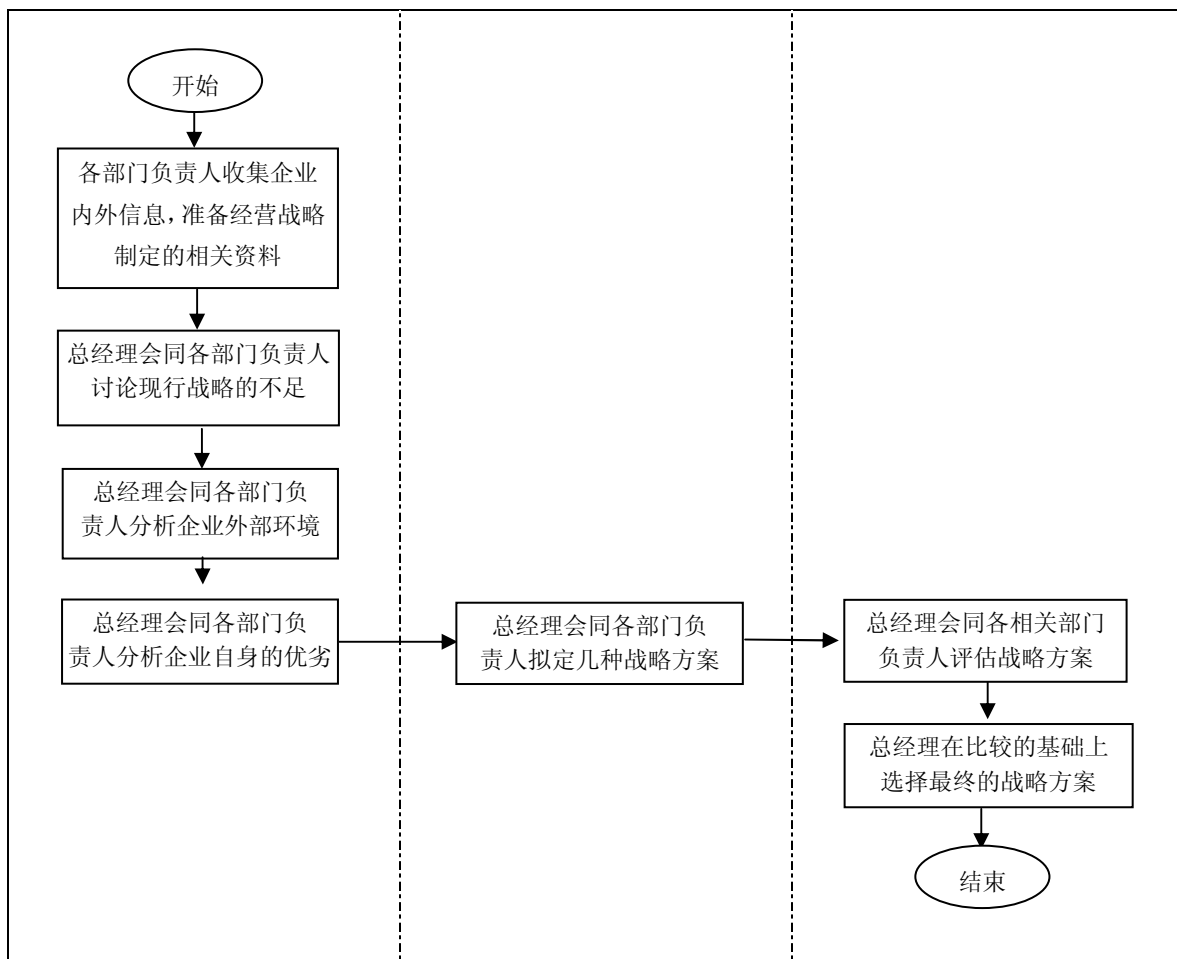 开始
各部门负责人收集企业
内外信息，准备经营战略
制定的相关资料
总经理会同各部门负责人
讨论现行战略的不足
总经理会同各部门负
责人分析企业外部环境
总经理会同各部门负
责人分析企业自身的优劣
总经理会同各部门负
责人拟定几种战略方案
总经理会同各相关部门
负责人评估战略方案
总经理在比较的基础上
选择最终的战略方案
结束